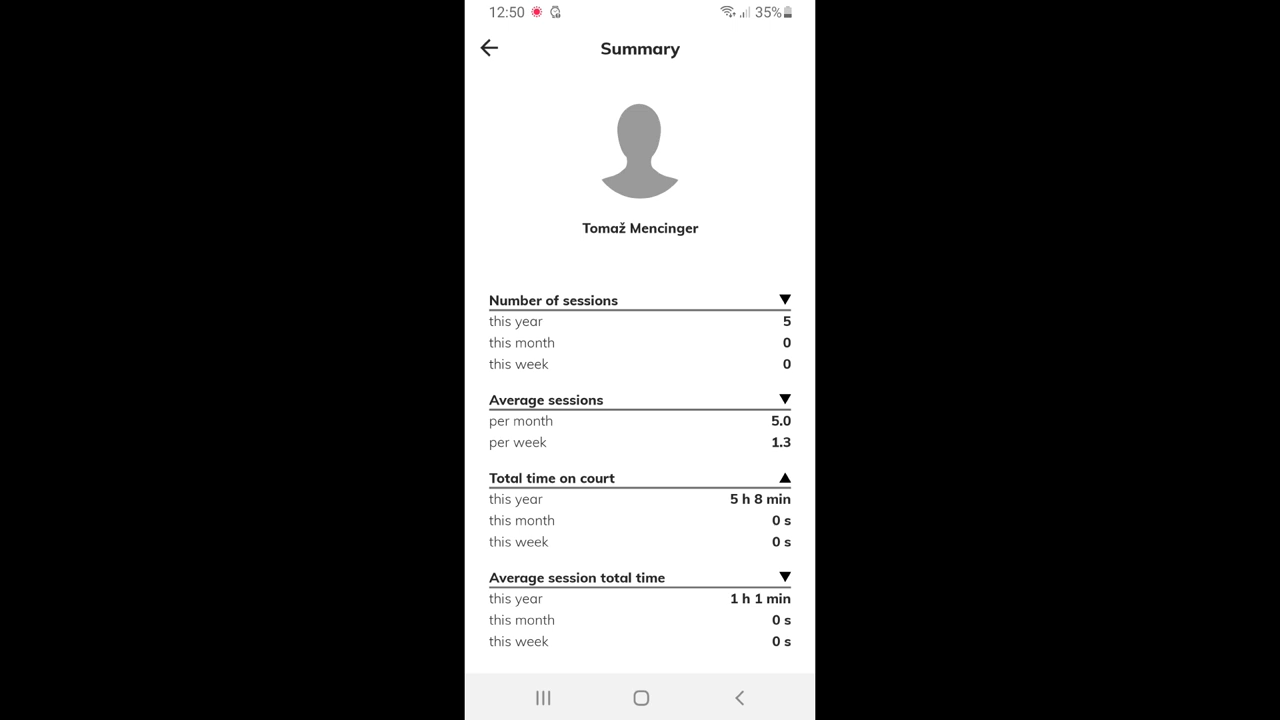 12:50 35%
Summary
Tomaž Mencinger
Number of sessions ▼
this year 5
this month 0
this week 0
Average sessions ▼
per month 5.0
per week 1.3
Total time on court ▲
this year 5 h 8 min
this month 0 s
this week 0 s
Average session total time ▼
this year 1 h 1 min
this month 0 s
this week 0 s